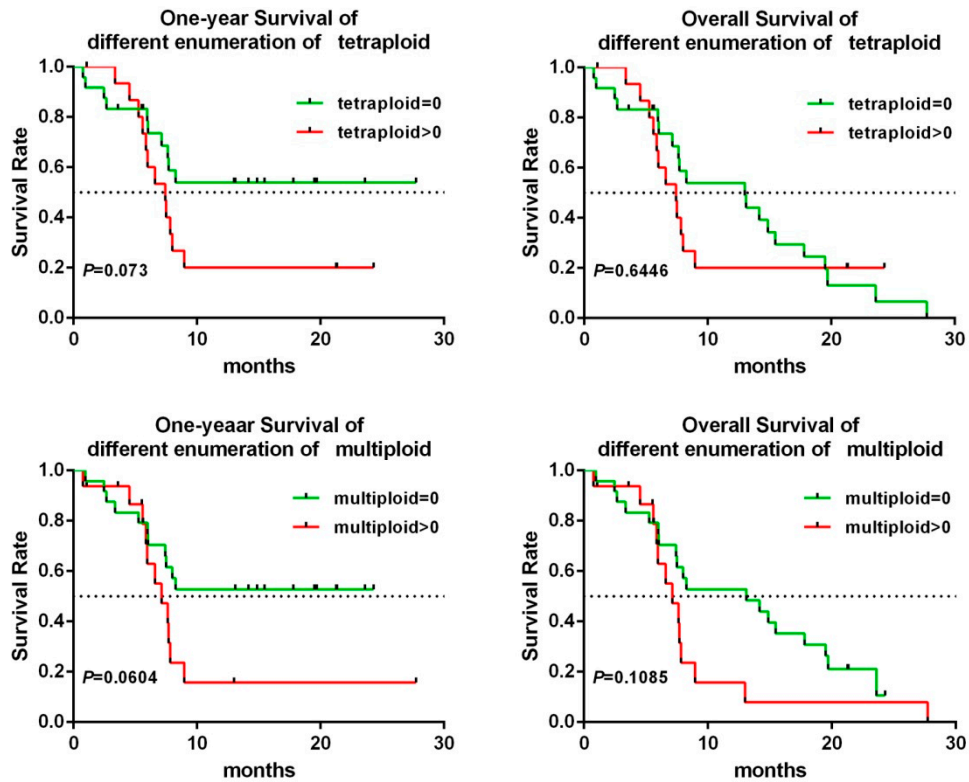 One-year Survival of
different enumeration of tetraploid
Survival Rate
1.0
0.8
0.6
0.4
0.2
0.0
tetraploid=0
tetraploid>0
P=0.073
0 10 20 30
months
Overall Survival of
different enumeration of tetraploid
Survival Rate
1.0
0.8
0.6
0.4
0.2
0.0
tetraploid=0
tetraploid>0
P=0.6446
0 10 20 30
months
One-yeaar Survival of
different enumeration of multiploid
Survival Rate
1.0
0.8
0.6
0.4
0.2
0.0
multiploid=0
multiploid>0
P=0.0604
0 10 20 30
months
Overall Survival of
different enumeration of multiploid
Survival Rate
1.0
0.8
0.6
0.4
0.2
0.0
multiploid=0
multiploid>0
P=0.1085
0 10 20 30
months